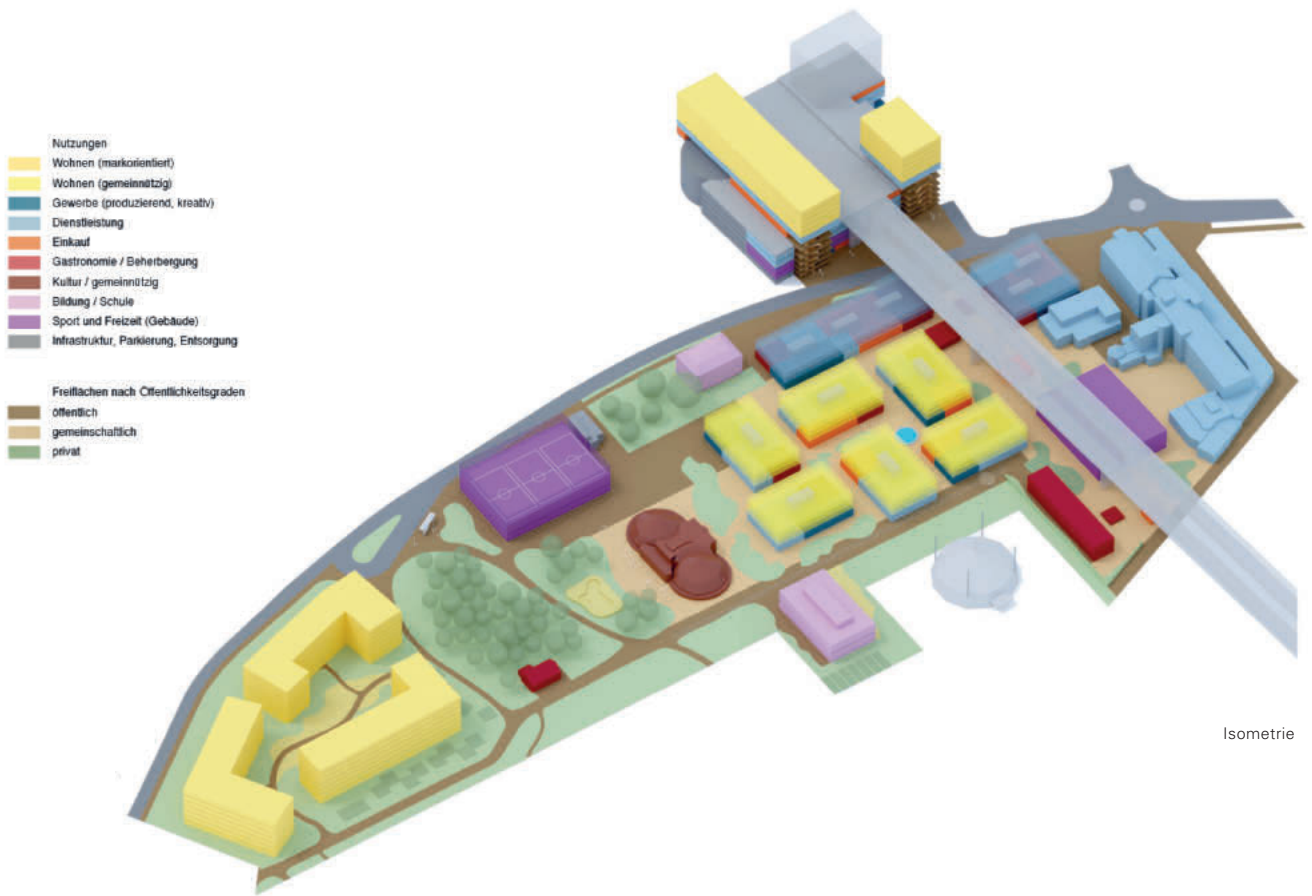 Nutzungen
Wohnen (markorientiert)
Wohnen (gemeinnützig)
Gewerbe (produzierend, kreativ)
Dienstleistung
Einkauf
Gastronomie / Beherbergung
Kultur / gemeinnützig
Bildung / Schule
Sport und Freizeit (Gebäude)
Infrastruktur, Parkierung, Entsorgung
Freiflächen nach Öffentlichkeitsgraden
öffentlich
gemeinschaftlich
privat
Isometrie